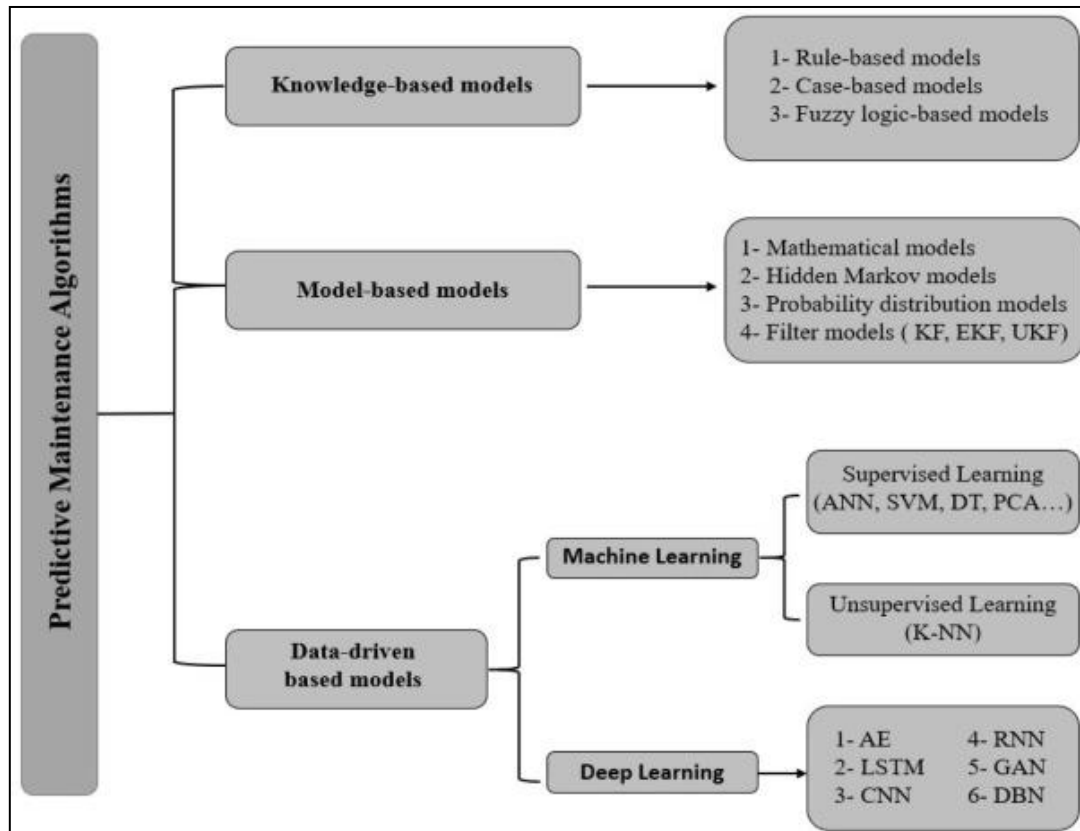 Predictive Maintenance Algorithms
Knowledge-based models
1- Rule-based models
2- Case-based models
3- Fuzzy logic-based models
Model-based models
1- Mathematical models
2- Hidden Markov models
3- Probability distribution models
4- Filter models ( KF, EKF, UKF)
Data-driven
based models
Machine Learning
Supervised Learning
(ANN, SVM, DT, PCA…)
Unsupervised Learning
(K-NN)
Deep Learning
1- AE 4- RNN
2- LSTM 5- GAN
3- CNN 6- DBN